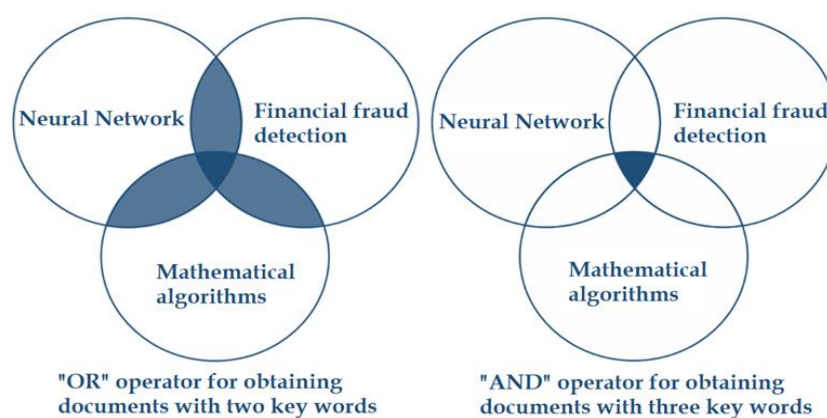 Neural Network
Financial fraud
detection
Mathematical
algorithms
"OR" operator for obtaining
documents with two key words
Neural Network
Financial fraud
detection
Mathematical
algorithms
"AND" operator for obtaining
documents with three key words